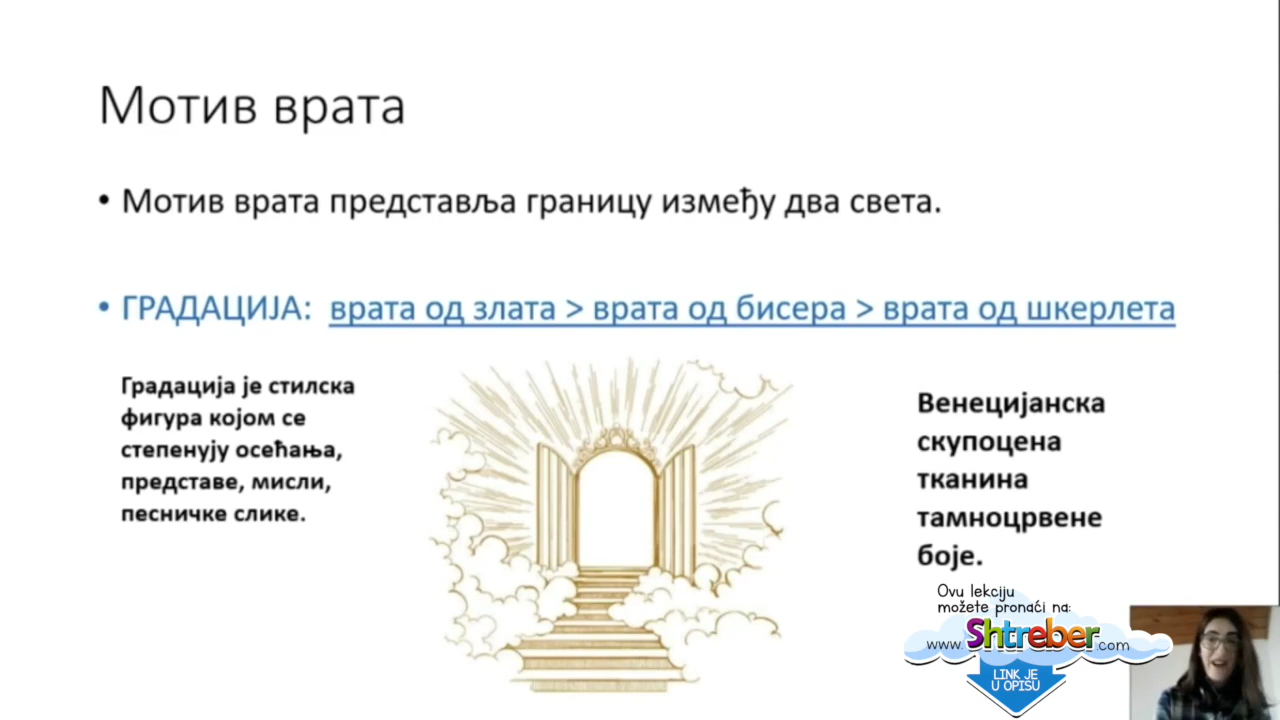 Мотив врата
• Мотив врата представља границу између два света.
• ГРАДАЦИЈА: врата од злата > врата од бисера > врата од шкерлета
Градација је стилска
фигура којом се
степенују осећања,
представе, мисли,
песничке слике.
Венецијанска
скупоцена
тканина
тамноцрвене
боје.
Ovu lekciju
možete pronaći na:
www.Shtreber.com
LINK JE
U OPISU